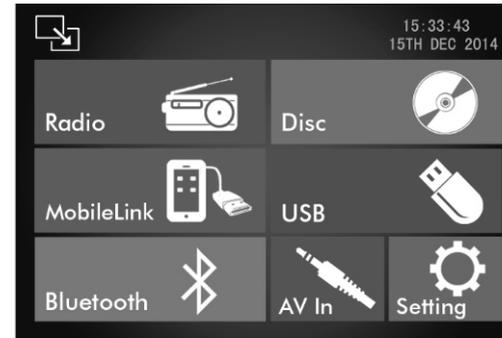 15:33:43
15TH DEC 2014
Radio
Disc
MobileLink
USB
Bluetooth
AV In
Setting